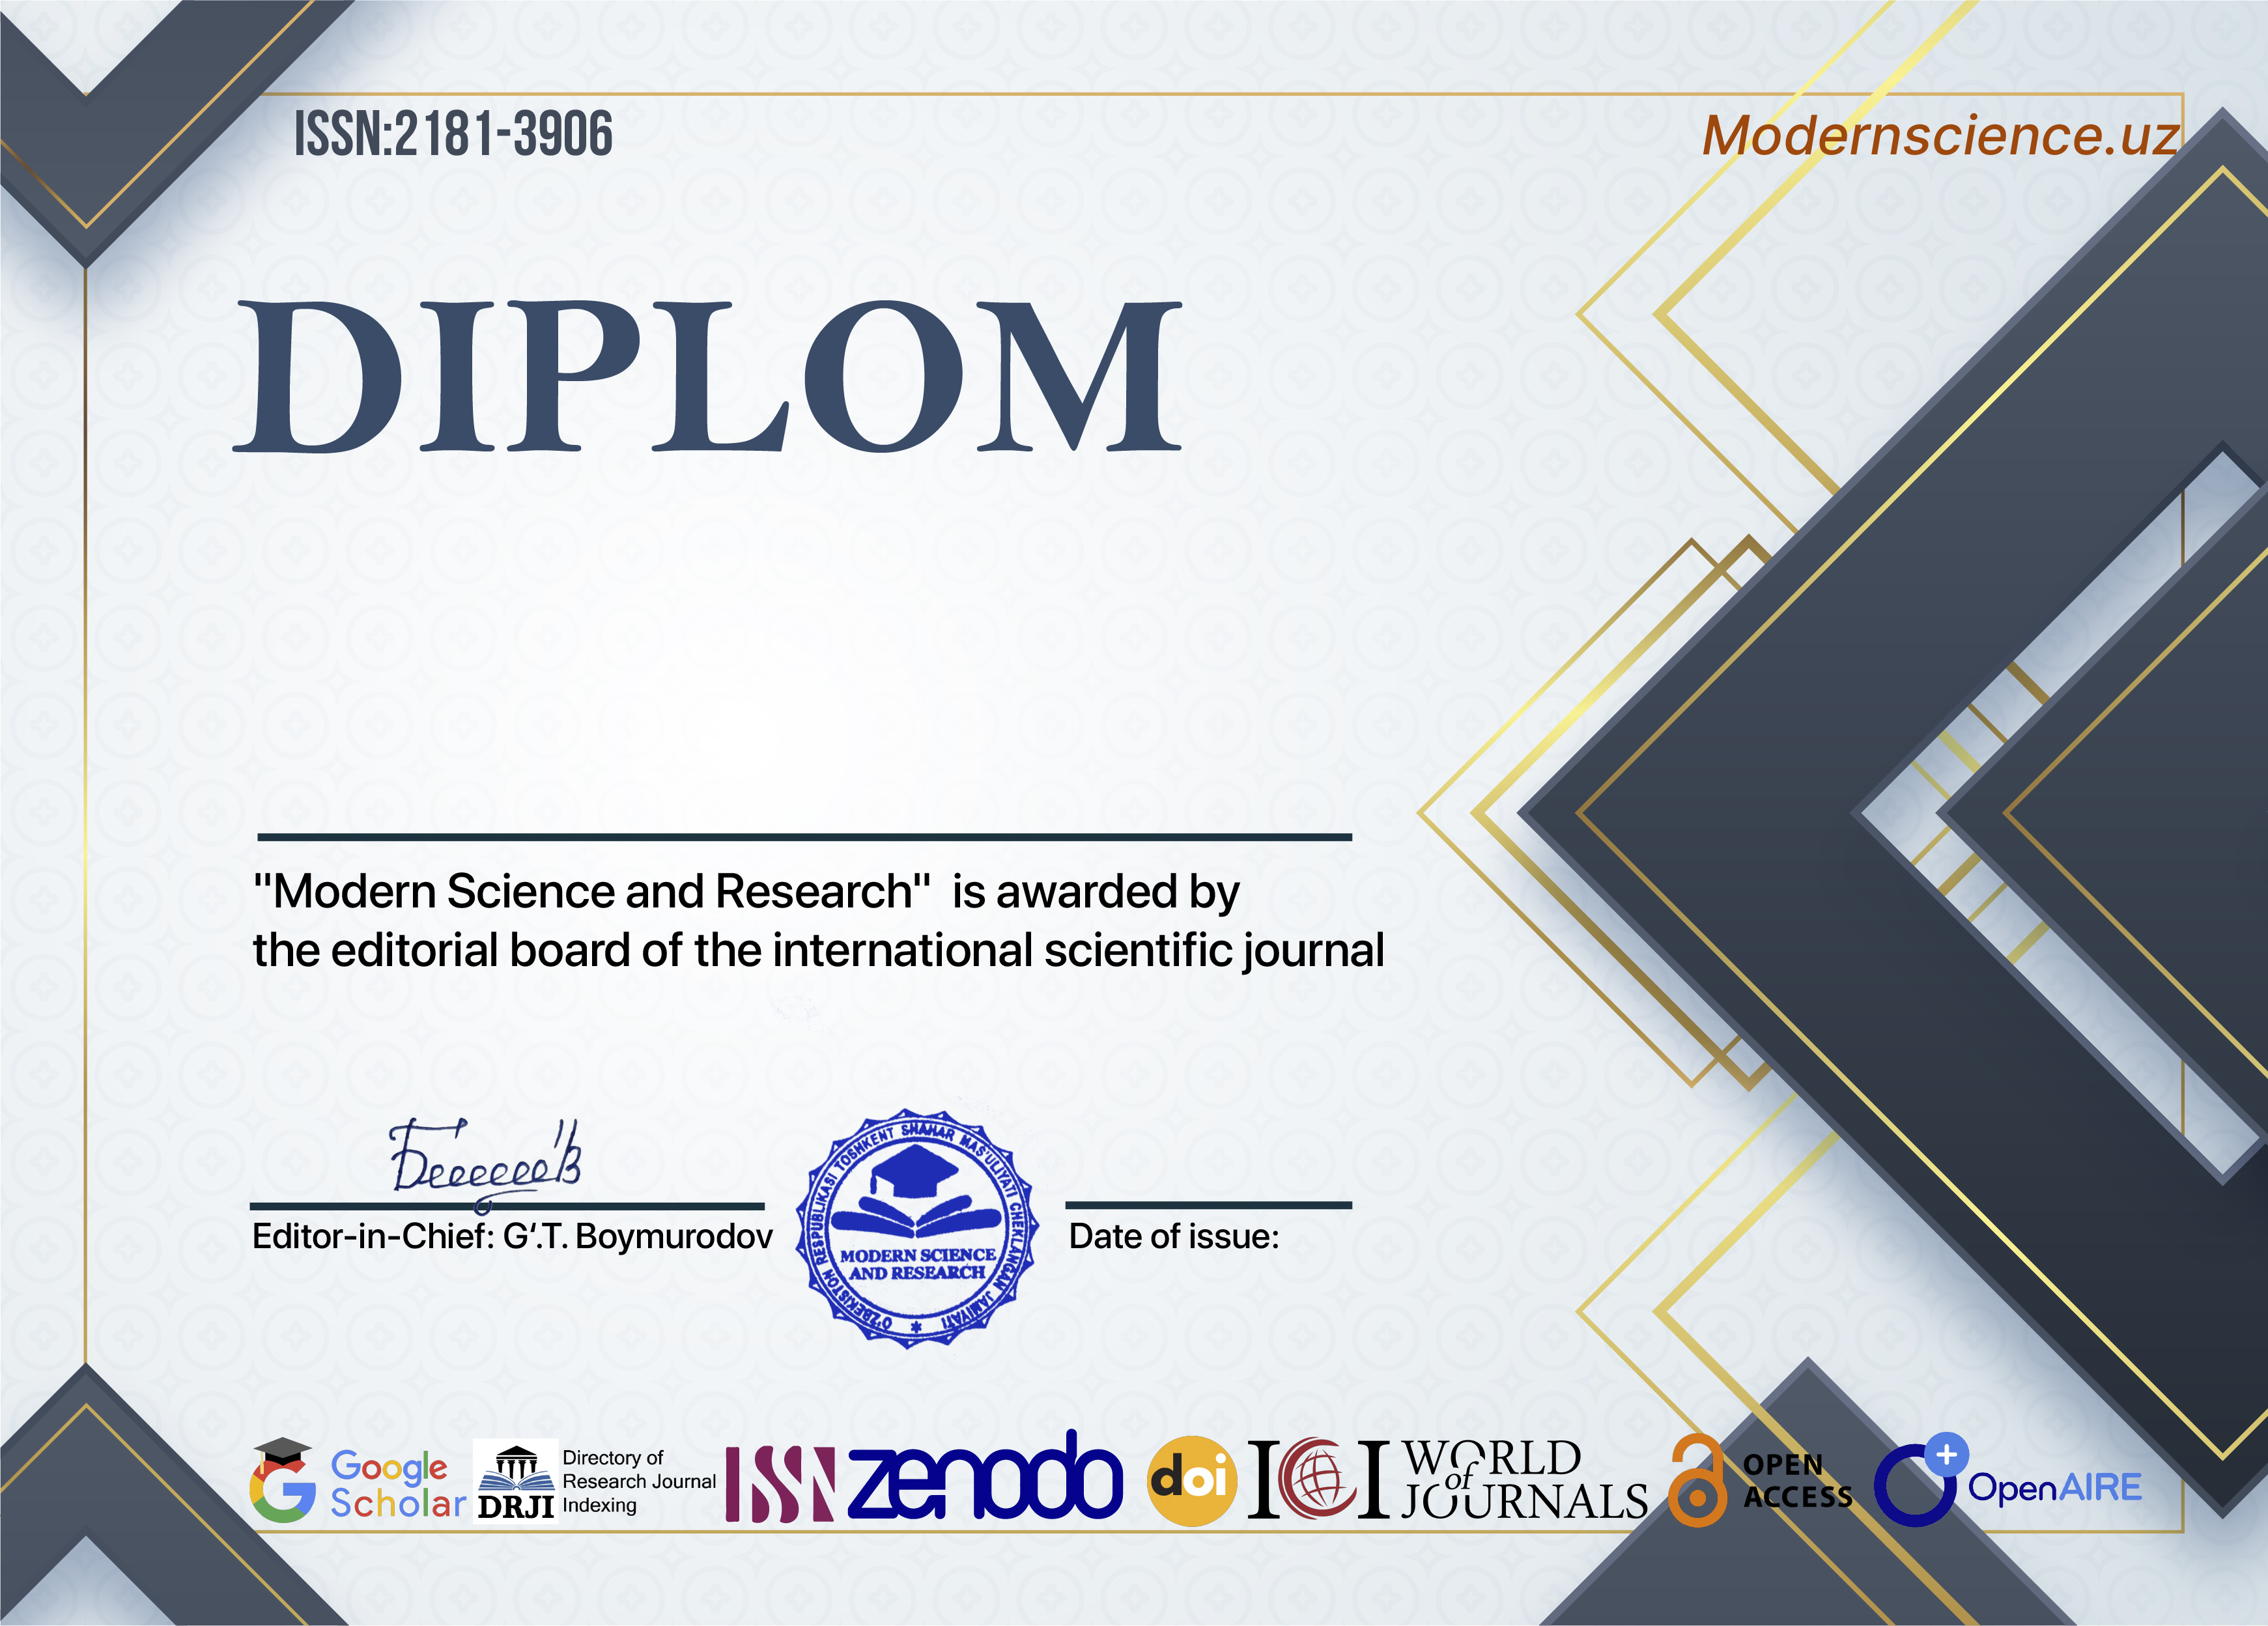 ISSN:2181-3906
Modernscience.uz
DIPLOM
"Modern Science and Research"  is awarded by
the editorial board of the international scientific journal
Editor-in-Chief: G‘.T. Boymurodov
O'ZBEKISTON RESPUBLIKASI TOSHKENT SHAHAR MAS'ULIYATI CHEKLANGAN JAMIYATI
MODERN SCIENCE
AND RESEARCH
Date of issue:
Google
Scholar
DRJI
Directory of
Research Journal
Indexing
ISSN
zenodo
doi
ICI
WORLD
of
JOURNALS
OPEN
ACCESS
OpenAIRE